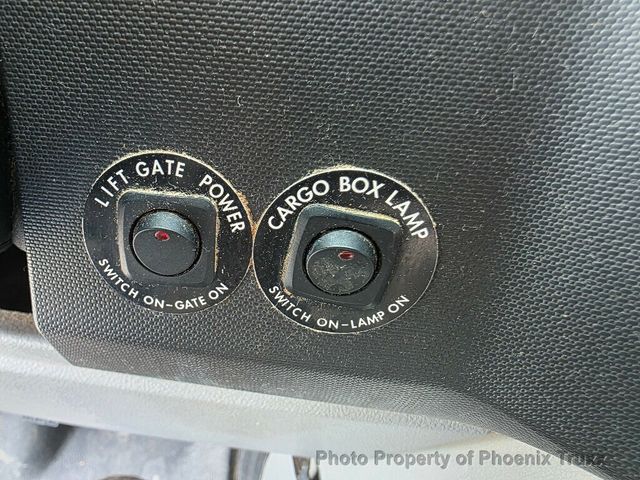 LIFT GATE POWER
SWITCH ON-GATE ON
CARGO BOX LAMP
SWITCH ON-LAMP ON
Photo Property of Phoenix Truxx